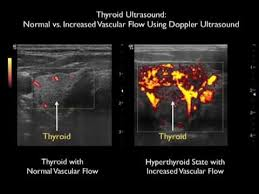 Thyroid Ultrasound:
Normal vs. Increased Vascular Flow Using Doppler Ultrasound
Thyroid
Thyroid
Thyroid with
Normal Vascular Flow
Hyperthyroid State with
Increased Vascular Flow